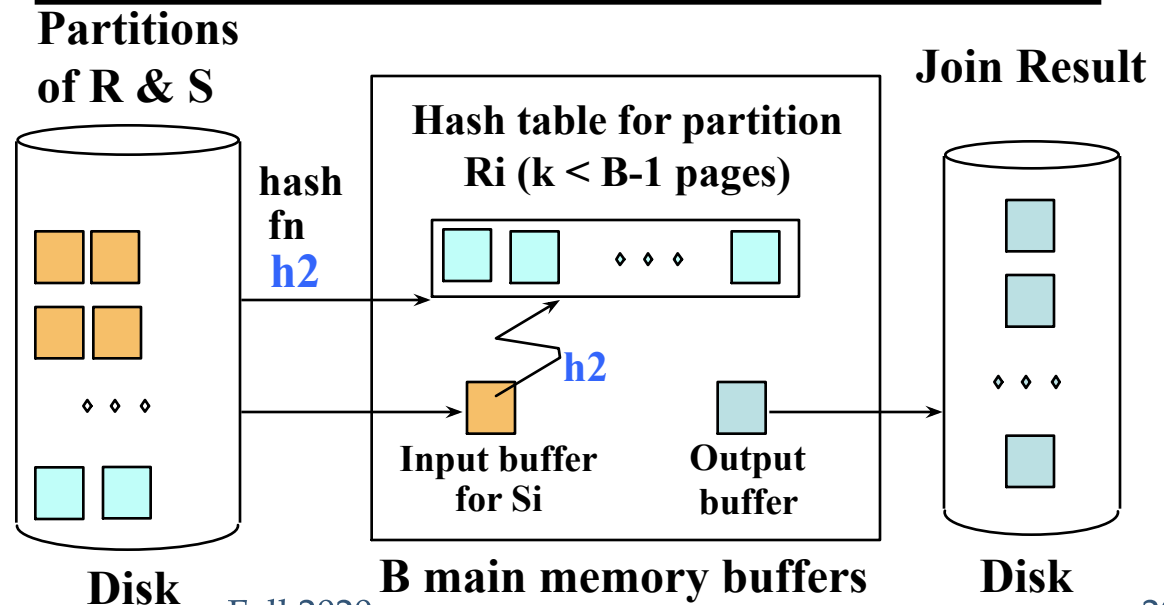 Partitions
of R & S
Join Result
Hash table for partition
Ri (k < B-1 pages)
hash
fn
h2
h2
Input buffer
for Si
Output
buffer
Disk
B main memory buffers
Disk